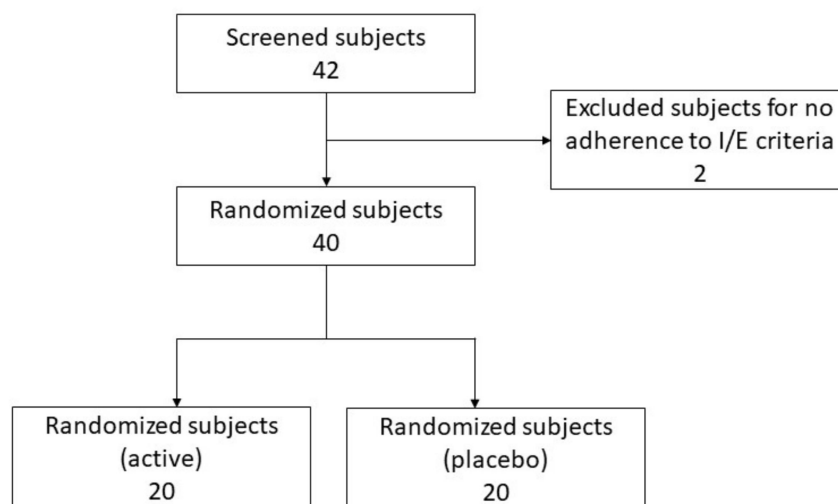 Screened subjects
42
Excluded subjects for no
adherence to I/E criteria
2
Randomized subjects
40
Randomized subjects
(active)
20
Randomized subjects
(placebo)
20